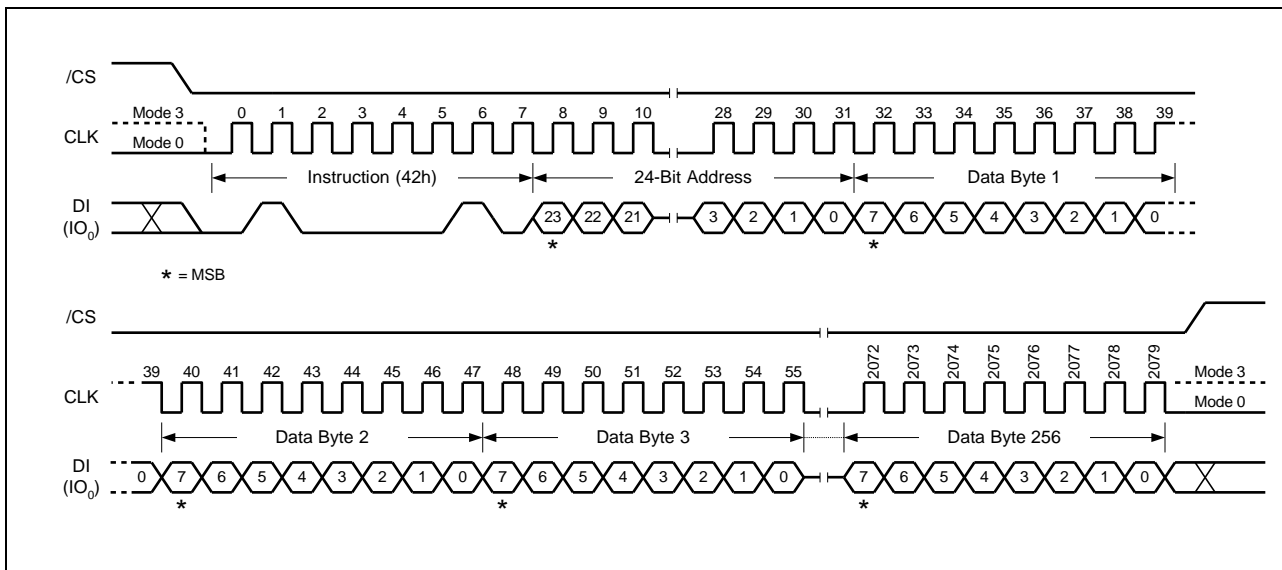 /CS
Mode 3 0 1 2 3 4 5 6 7 8 9 10 28 29 30 31 32 33 34 35 36 37 38 39
CLK
Mode 0
Instruction (42h) 24-Bit Address Data Byte 1
DI
(IO0) 23 22 21 3 2 1 0 7 6 5 4 3 2 1 0
* *
* = MSB
/CS
39 40 41 42 43 44 45 46 47 48 49 50 51 52 53 54 55 2072 2073 2074 2075 2076 2077 2078 2079 Mode 3
CLK
Mode 0
Data Byte 2 Data Byte 3 Data Byte 256
DI
(IO0) 0 7 6 5 4 3 2 1 0 7 6 5 4 3 2 1 0 7 6 5 4 3 2 1 0
* * *